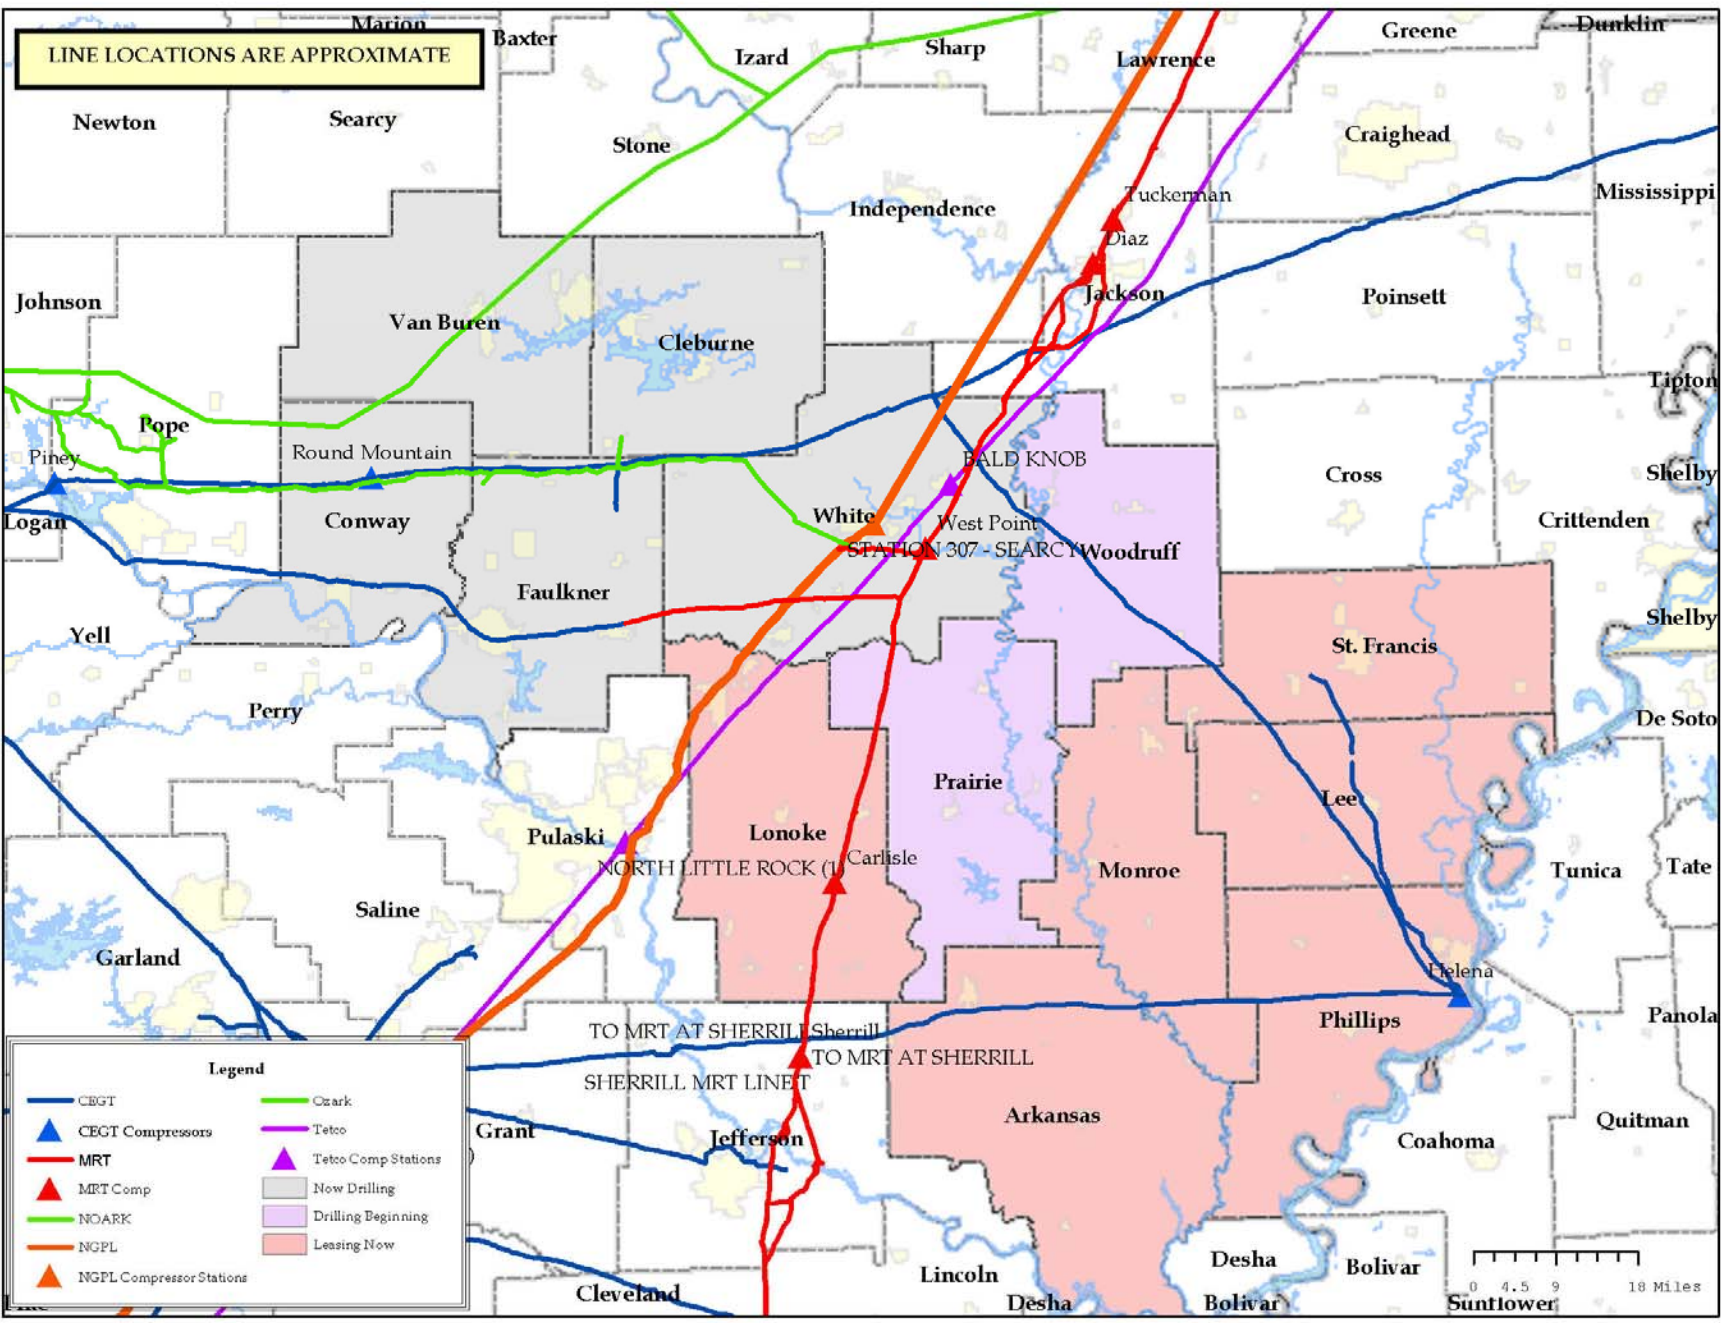 Marion
Baxter
Izard
Sharp
Greene
Dunklin
LINE LOCATIONS ARE APPROXIMATE
Lawrence
Newton
Searcy
Stone
Craighead
Mississippi
Independence
Tuckerman
Diaz
Jackson
Poinsett
Johnson
Van Buren
Cleburne
Tipton
Pope
Piney
Round Mountain
BALD KNOB
Cross
Shelby
Logan
Conway
White
West Point
STATION 307 - SEARCY
Woodruff
Crittenden
Faulkner
Yell
St. Francis
Shelby
Perry
De Soto
Prairie
Lee
Pulaski
Lonoke
Carlisle
NORTH LITTLE ROCK (1)
Monroe
Tunica
Tate
Saline
Garland
Helena
Phillips
Panola
TO MRT AT SHERRILL
Sherrill
TO MRT AT SHERRILL
SHERRILL MRT LINE T
Arkansas
Grant
)
Jefferson
Coahoma
Quitman
Legend
CEGT
CEGT Compressors
MRT
MRT Comp
NOARK
NGPL
NGPL Compressor Stations
Ozark
Tetco
Tetco Comp Stations
Now Drilling
Drilling Beginning
Leasing Now
Lincoln
Desha
Bolivar
0 4.5 9 18 Miles
Cleveland
Desha
Bolivar
Sunflower